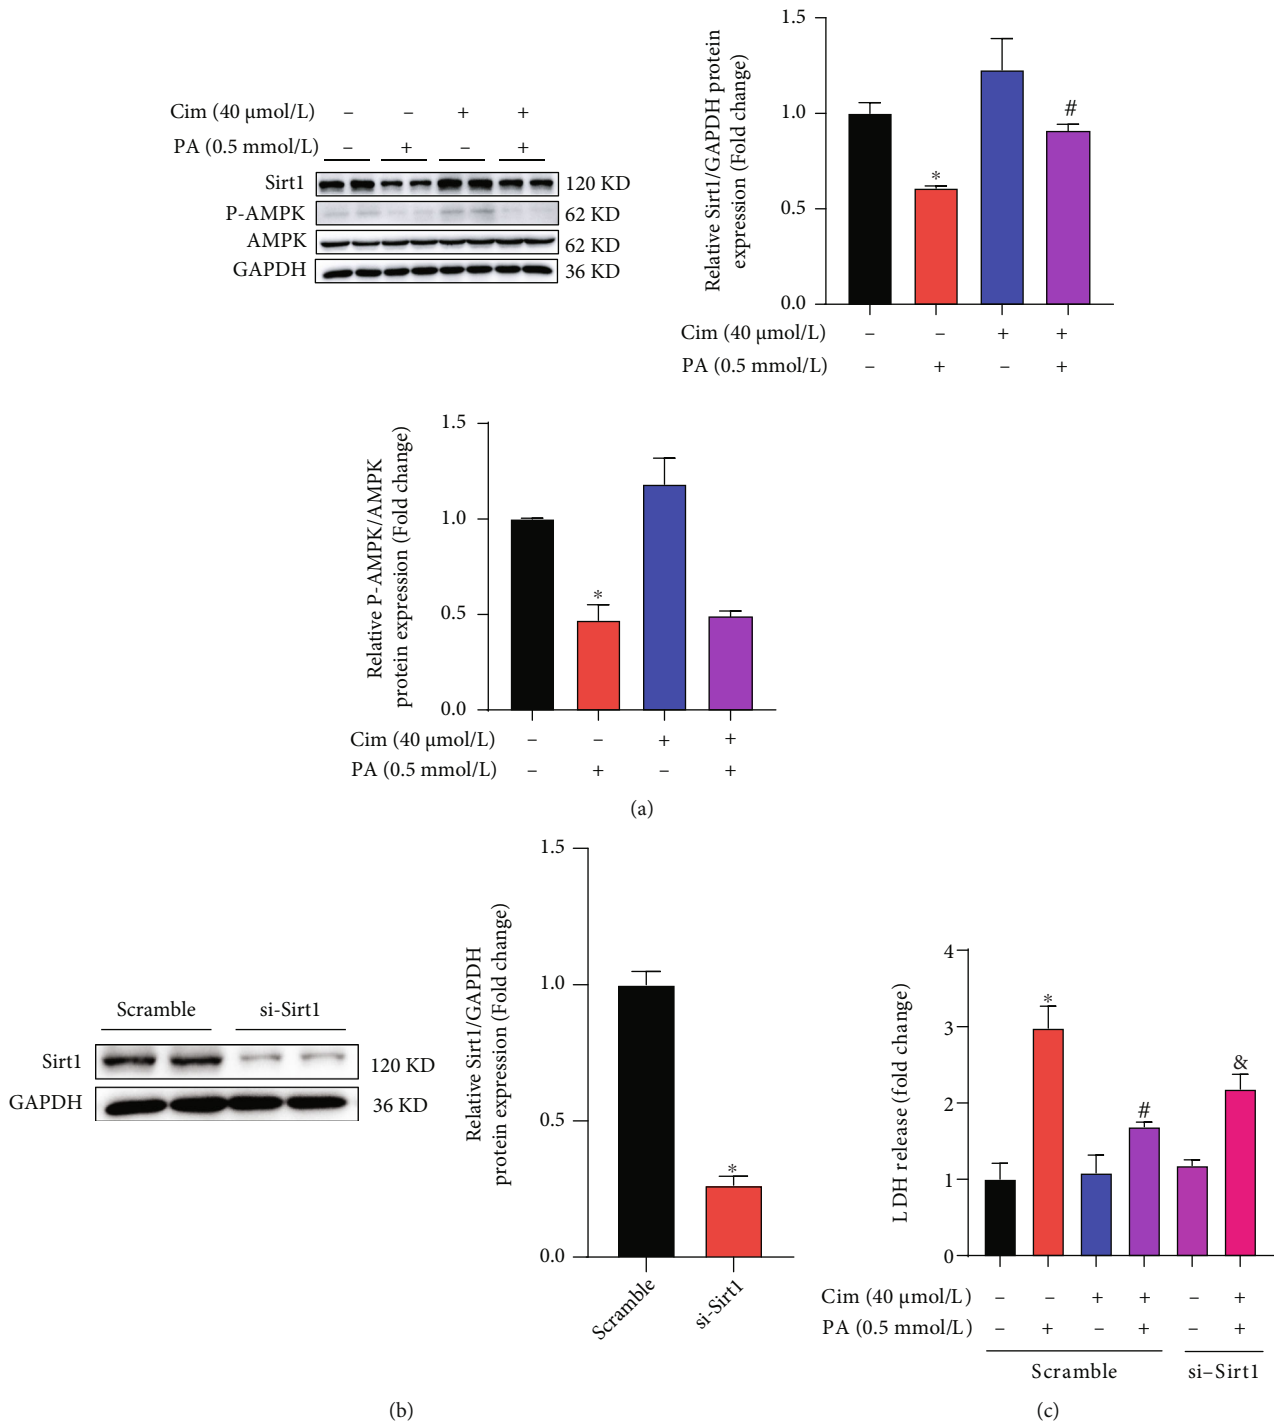 Cim (40 µmol/L) – – + +
PA (0.5 mmol/L) – + – +
Sirt1 120 KD
P-AMPK 62 KD
AMPK 62 KD
GAPDH 36 KD
Relative Sirt1/GAPDH protein
expression (Fold change)
1.5
1.0
0.5
0.0
*
#
Cim (40 µmol/L) – – + +
PA (0.5 mmol/L) – + – +
Relative P-AMPK/AMPK
protein expression (Fold change)
1.5
1.0
0.5
0.0
*
Cim (40 µmol/L) – – + +
PA (0.5 mmol/L) – + – +
(a)
Scramble si-Sirt1
Sirt1 120 KD
GAPDH 36 KD
Relative Sirt1/GAPDH
protein expression (Fold change)
1.5
1.0
0.5
0.0
*
Scramble
si-Sirt1
(b)
LDH release (fold change)
4
3
2
1
0
*
#
&
Cim (40 µmol/L) – – + + – +
PA (0.5 mmol/L) – + – + – +
Scramble si–Sirt1
(c)